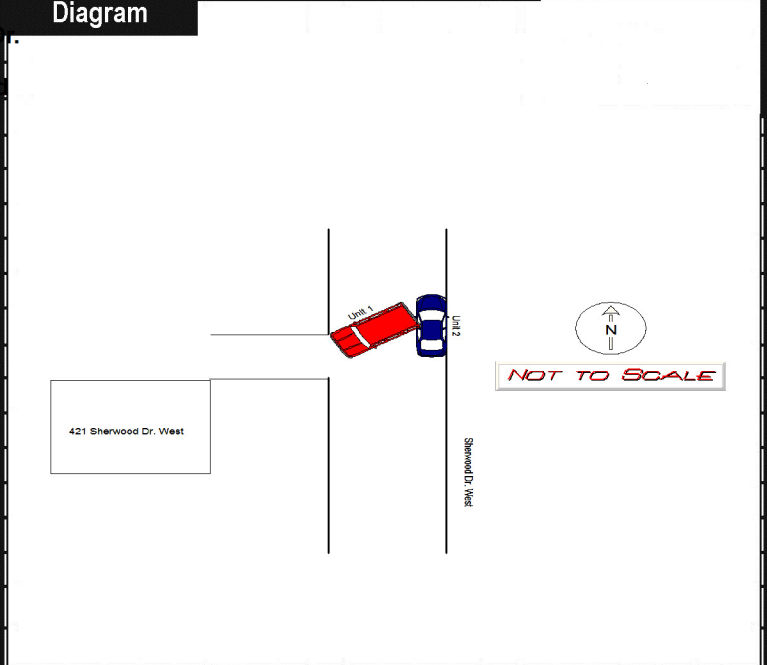 Diagram
r.
Unit 1
Unit 2
N
NOT TO SCALE
421 Sherwood Dr. West
Sherwood Dr. West